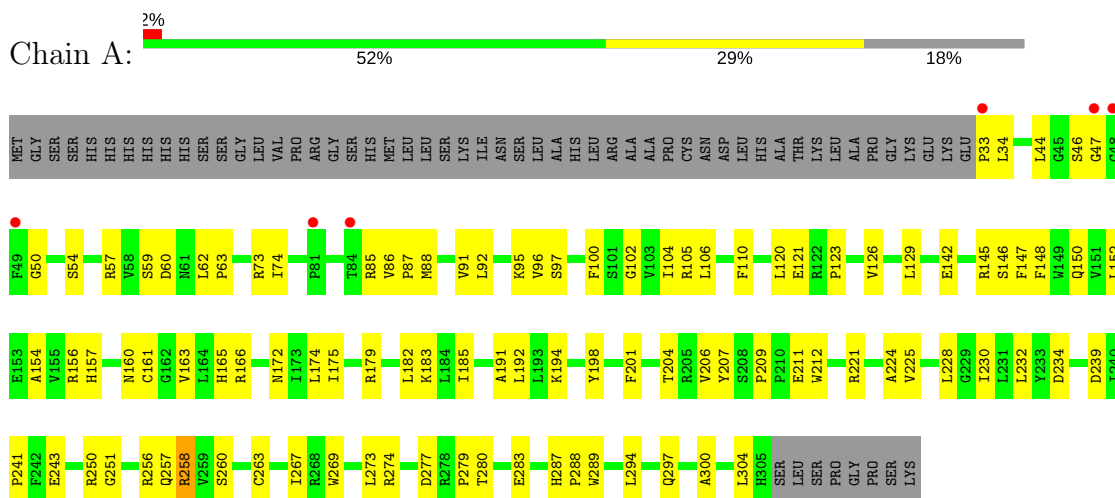 2%
Chain A:
52% 29% 18%
MET GLY SER SER HIS HIS HIS HIS HIS HIS SER SER GLY LEU VAL PRO ARG GLY SER HIS MET LEU LEU SER LYS ILE ASN SER LEU ALA HIS LEU ARG ALA ALA PRO CYS ASN ASP LEU HIS ALA THR LYS LEU ALA PRO GLY LYS GLU LYS GLU P33 L34 L44 G45 S46 G47 G48
F49 G50 S54 R57 V58 S59 D60 N61 L62 P63 R73 I74 P81 T84 R85 V86 P87 M88 V91 L92 K95 V96 S97 F100 S101 G102 V103 I104 R105 L106 F110 L120 E121 R122 P123 V126 L129 E142 R145 S146 F147 F148 W149 Q150 V151 L152
E153 A154 V155 R156 H157 N160 C161 G162 V163 L164 H165 R166 N172 I173 L174 I175 R179 L182 K183 L184 I185 A191 L192 L193 K194 Y198 F201 T204 R205 V206 Y207 S208 P209 P210 E211 W212 R221 A224 V225 L228 G229 I230 L231 L232 Y233 D234 D239 I240
P241 F242 E243 R250 G251 R256 Q257 R258 V259 S260 C263 I267 R268 W269 L273 R274 D277 R278 P279 T280 E283 H287 P288 W289 L294 Q297 A300 L304 H305 SER LEU SER PRO GLY PRO SER LYS